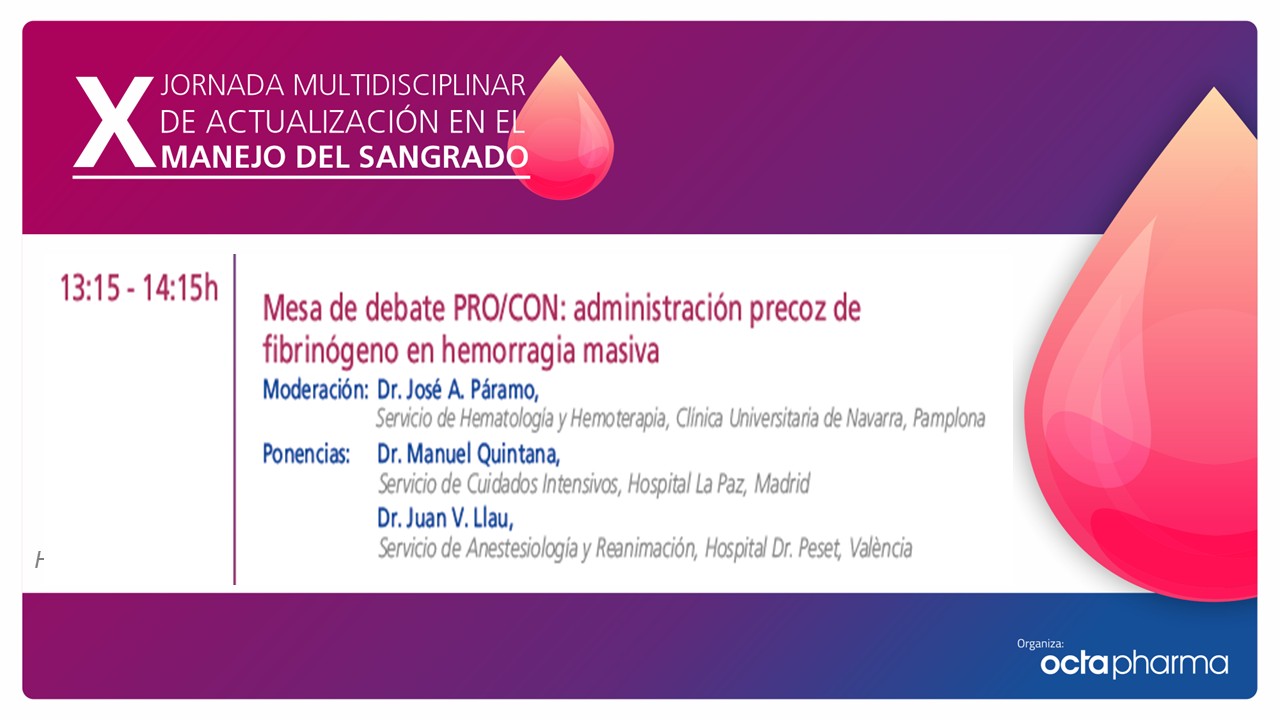 X JORNADA MULTIDISCIPLINAR
DE ACTUALIZACIÓN EN EL
MANEJO DEL SANGRADO
13:15 - 14:15h
Mesa de debate PRO/CON: administración precoz de
fibrinógeno en hemorragia masiva
Moderación: Dr. José A. Páramo,
Servicio de Hematología y Hemoterapia, Clínica Universitaria de Navarra, Pamplona
Ponencias: Dr. Manuel Quintana,
Servicio de Cuidados Intensivos, Hospital La Paz, Madrid
Dr. Juan V. Llau,
Servicio de Anestesiología y Reanimación, Hospital Dr. Peset, València
Organiza:
octapharma